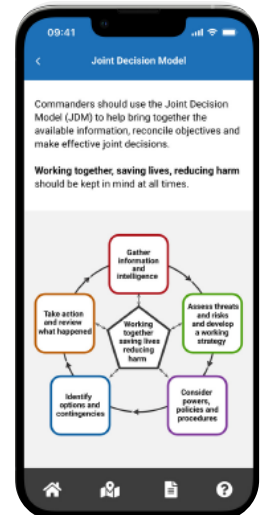 09:41
Joint Decision Model
Commanders should use the Joint Decision
Model (JDM) to help bring together the
available information, reconcile objectives and
make effective joint decisions.
Working together, saving lives, reducing harm
should be kept in mind at all times.
Gather
information
and
intelligence
Assess threats
and risks
and develop
a working
strategy
Consider
powers,
policies and
procedures
Identify
options and
contingencies
Take action
and review
what happened
Working
together
saving lives
reducing
harm